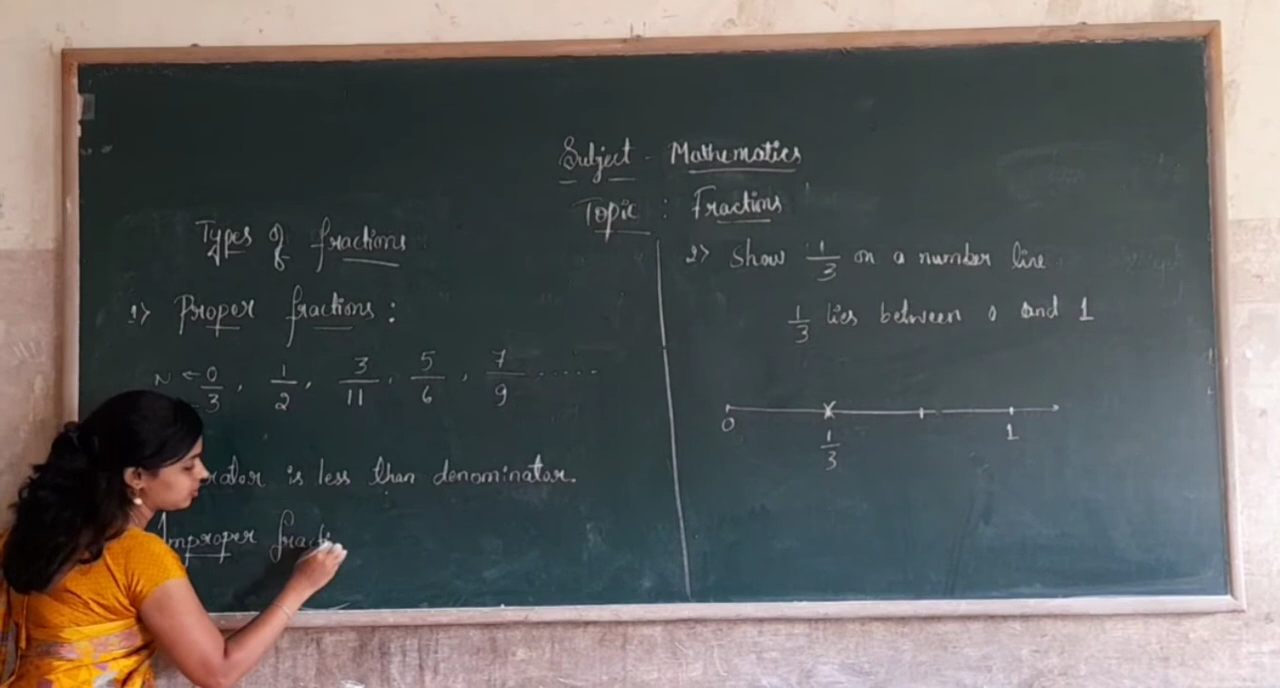 Subject - Mathematics
Topic : Fractions
Types of fractions
1> Proper fractions :
N ← 0/3 , 1/2 , 3/11 , 5/6 , 7/9 .....
is less than denominator.
Improper
2> Show 1/3 on a number line
1/3 lies between 0 and 1
0 1/3 1